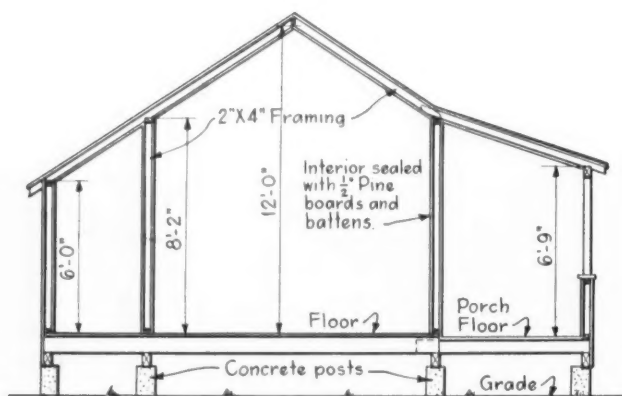 2"X4" Framing
12'-0"
Interior sealed
with ½" Pine
boards and
battens.
8'-2"
6'-0"
6'-9"
Floor
Porch
Floor
Concrete posts
Grade